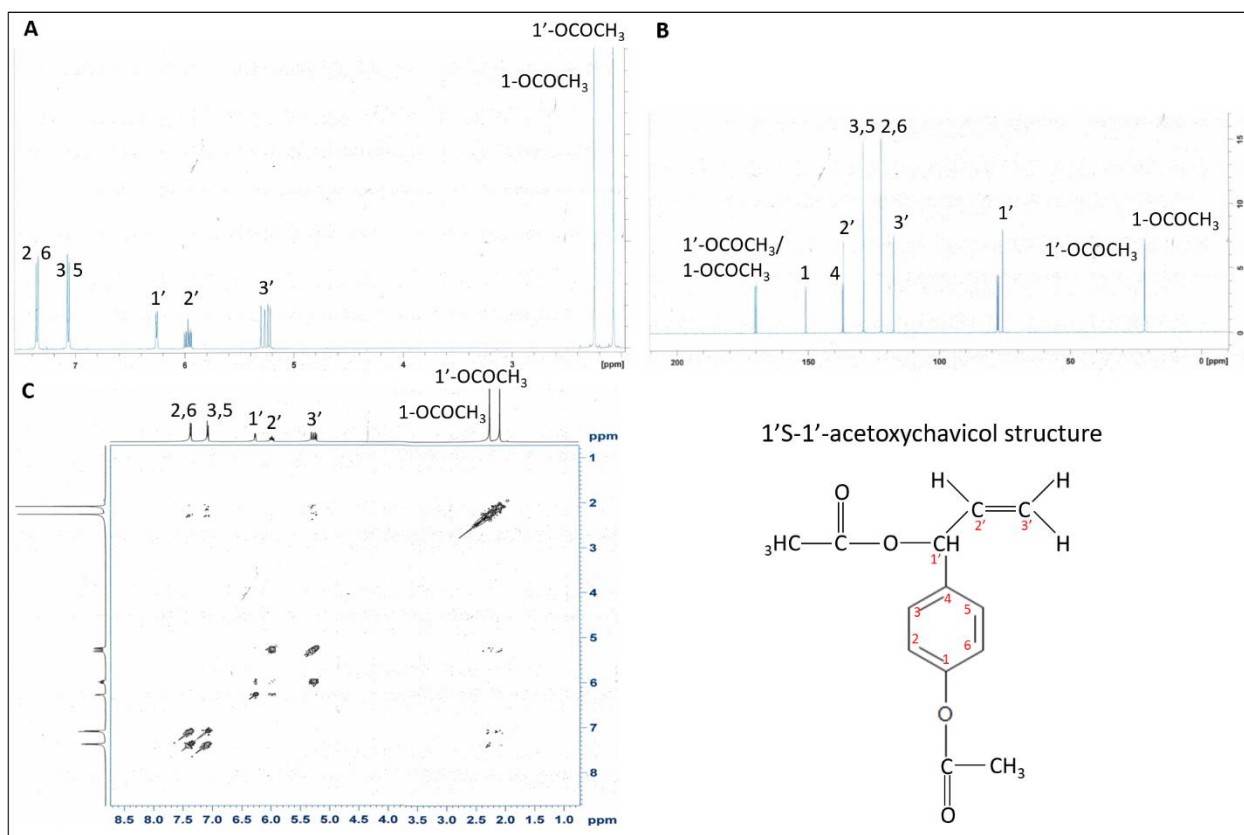 A
1'-OCOCH3
1-OCOCH3
2 6
3 5
1'
2'
3'
7 6 5 4 3 [ppm]
B
3,5 2,6
2'
3'
1'
1-OCOCH3
1'-OCOCH3
1'-OCOCH3/
1-OCOCH3
1
4
15
10
5
0
200 150 100 50 0 [ppm]
C
1'-OCOCH3
1-OCOCH3
2,6 3,5 1' 2' 3'
ppm
1
2
3
4
5
6
7
8
8.5 8.0 7.5 7.0 6.5 6.0 5.5 5.0 4.5 4.0 3.5 3.0 2.5 2.0 1.5 1.0 ppm
1'S-1'-acetoxychavicol structure
O H H
C C
2' 3'
3HC C O CH H
1'
4
3 5
2 6
1
O
C CH3
O